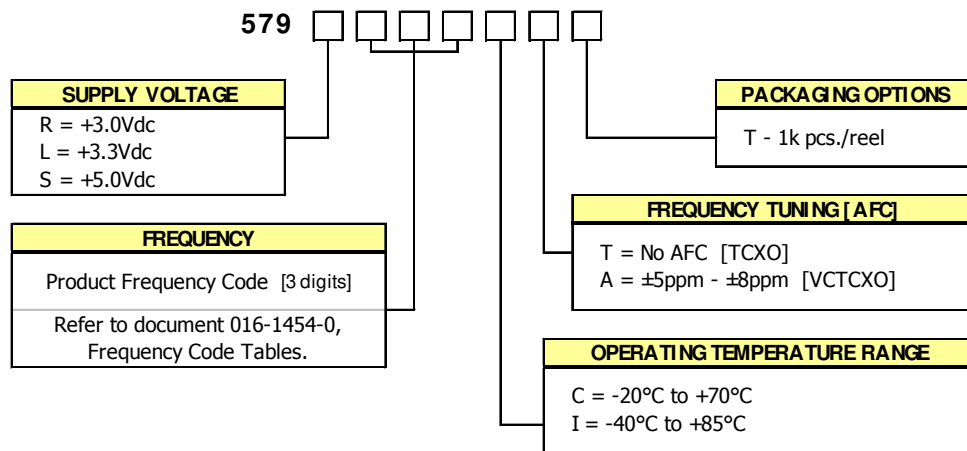 579
SUPPLY VOLTAGE
R = +3.0Vdc
L = +3.3Vdc
S = +5.0Vdc
PACKAGING OPTIONS
T - 1k pcs./reel
FREQUENCY TUNING [AFC]
T = No AFC [TCXO]
A = ±5ppm - ±8ppm [VCTCXO]
FREQUENCY
Product Frequency Code [3 digits]
Refer to document 016-1454-0,
Frequency Code Tables.
OPERATING TEMPERATURE RANGE
C = -20°C to +70°C
I = -40°C to +85°C